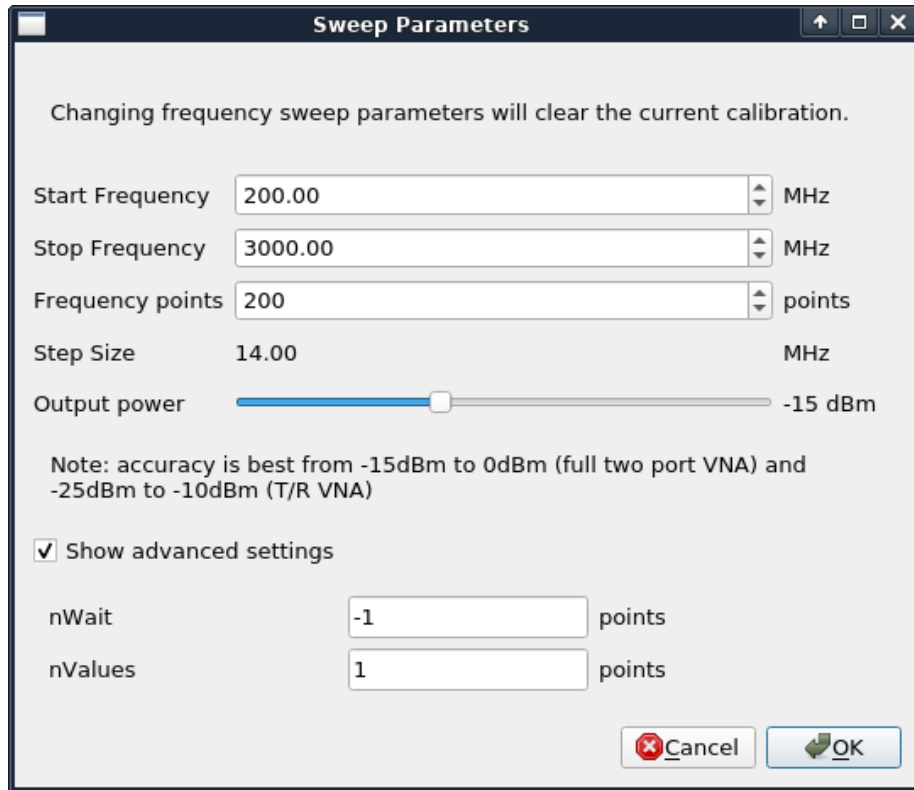 Sweep Parameters
Changing frequency sweep parameters will clear the current calibration.
Start Frequency 200.00 MHz
Stop Frequency 3000.00 MHz
Frequency points 200 points
Step Size 14.00 MHz
Output power -15 dBm
Note: accuracy is best from -15dBm to 0dBm (full two port VNA) and
-25dBm to -10dBm (T/R VNA)
Show advanced settings
nWait -1 points
nValues 1 points
Cancel OK